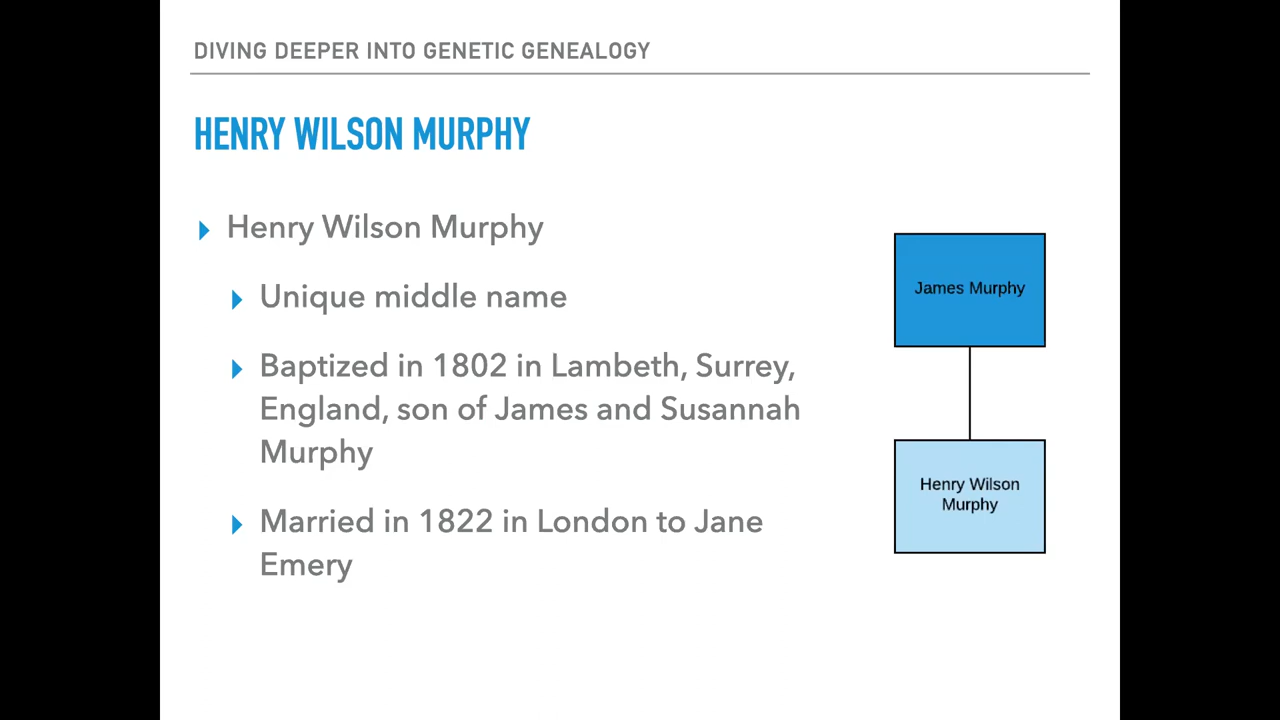 DIVING DEEPER INTO GENETIC GENEALOGY
HENRY WILSON MURPHY
Henry Wilson Murphy
Unique middle name
Baptized in 1802 in Lambeth, Surrey,
England, son of James and Susannah
Murphy
Married in 1822 in London to Jane
Emery
James Murphy
Henry Wilson
Murphy